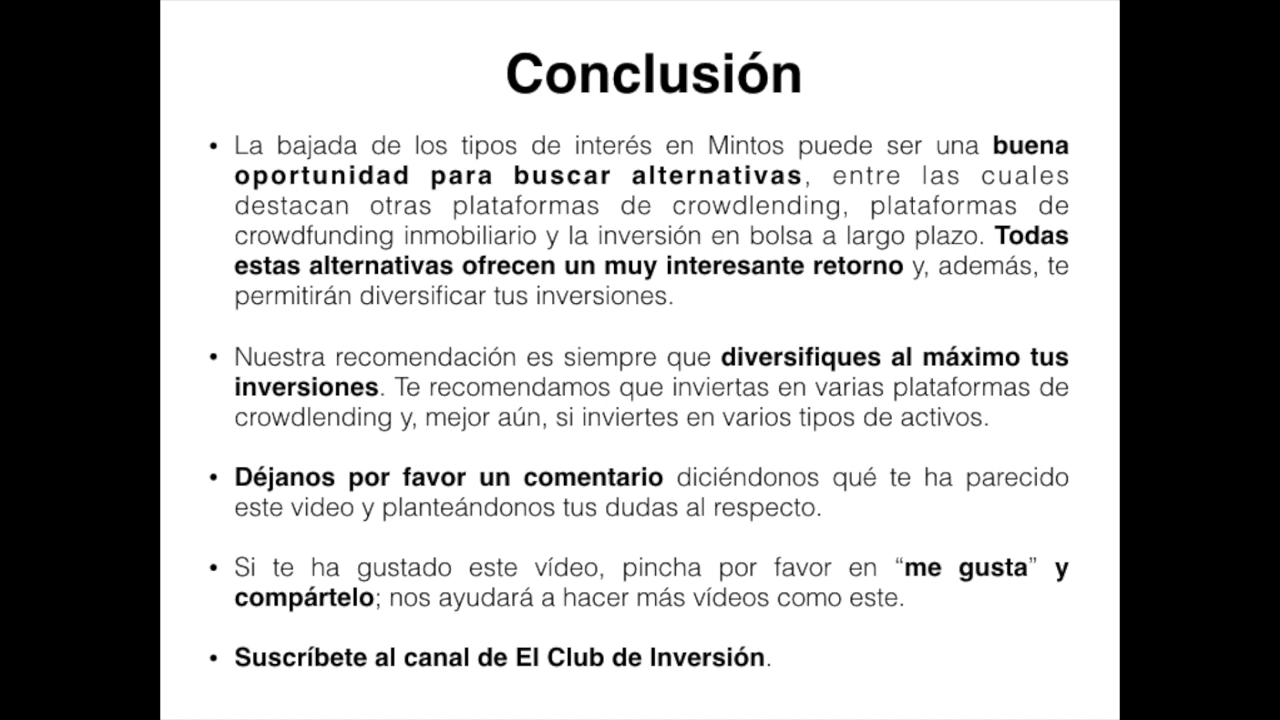 Conclusión
• La bajada de los tipos de interés en Mintos puede ser una buena
oportunidad para buscar alternativas, entre las cuales
destacan otras plataformas de crowdlending, plataformas de
crowdfunding inmobiliario y la inversión en bolsa a largo plazo. Todas
estas alternativas ofrecen un muy interesante retorno y, además, te
permitirán diversificar tus inversiones.
• Nuestra recomendación es siempre que diversifiques al máximo tus
inversiones. Te recomendamos que inviertas en varias plataformas de
crowdlending y, mejor aún, si inviertes en varios tipos de activos.
• Déjanos por favor un comentario diciéndonos qué te ha parecido
este video y planteándonos tus dudas al respecto.
• Si te ha gustado este vídeo, pincha por favor en “me gusta” y
compártelo; nos ayudará a hacer más vídeos como este.
• Suscríbete al canal de El Club de Inversión.